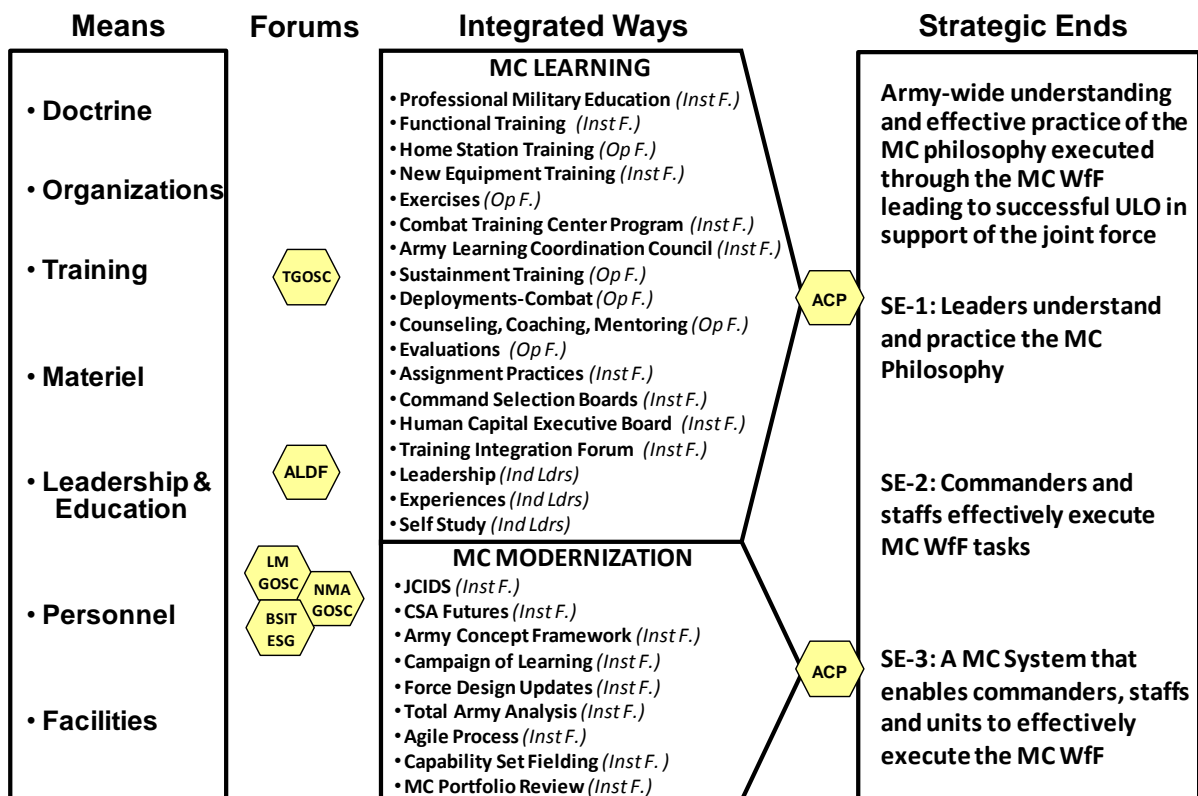 Means
• Doctrine
• Organizations
• Training
• Materiel
• Leadership &
Education
• Personnel
• Facilities
Forums
TGOSC
ALDF
LM
GOSC
NMA
GOSC
BSIT
ESG
Integrated Ways
MC LEARNING
• Professional Military Education (Inst F.)
• Functional Training (Inst F.)
• Home Station Training (Op F.)
• New Equipment Training (Inst F.)
• Exercises (Op F.)
• Combat Training Center Program (Inst F.)
• Army Learning Coordination Council (Inst F.)
• Sustainment Training (Op F.)
• Deployments-Combat (Op F.)
• Counseling, Coaching, Mentoring (Op F.)
• Evaluations (Op F.)
• Assignment Practices (Inst F.)
• Command Selection Boards (Inst F.)
• Human Capital Executive Board (Inst F.)
• Training Integration Forum (Inst F.)
• Leadership (Ind Ldrs)
• Experiences (Ind Ldrs)
• Self Study (Ind Ldrs)
MC MODERNIZATION
• JCIDS (Inst F.)
• CSA Futures (Inst F.)
• Army Concept Framework (Inst F.)
• Campaign of Learning (Inst F.)
• Force Design Updates (Inst F.)
• Total Army Analysis (Inst F.)
• Agile Process (Inst F.)
• Capability Set Fielding (Inst F. )
• MC Portfolio Review (Inst F.)
ACP
ACP
Strategic Ends
Army-wide understanding
and effective practice of the
MC philosophy executed
through the MC WfF
leading to successful ULO in
support of the joint force
SE-1: Leaders understand
and practice the MC
Philosophy
SE-2: Commanders and
staffs effectively execute
MC WfF tasks
SE-3: A MC System that
enables commanders, staffs
and units to effectively
execute the MC WfF